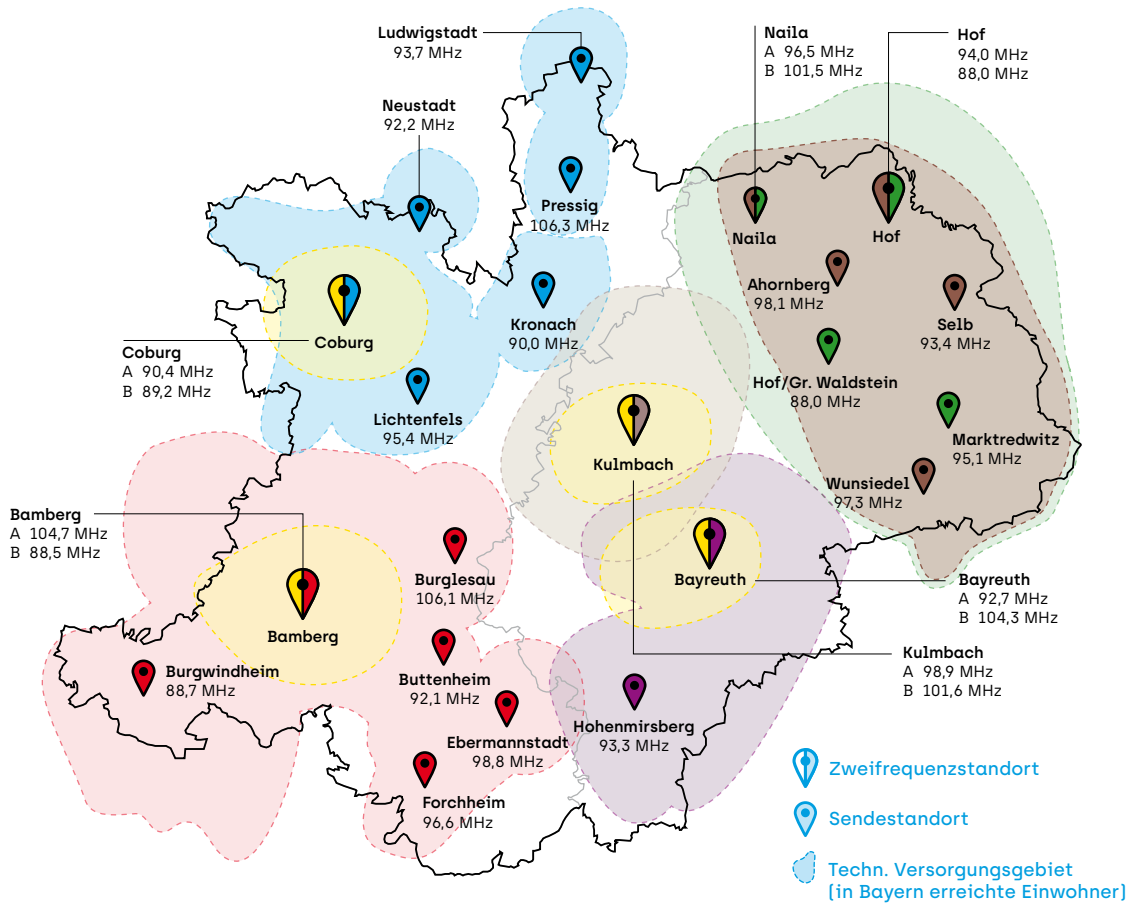 Ludwigstadt
93,7 MHz
Naila
A 96,5 MHz
B 101,5 MHz
Hof
94,0 MHz
88,0 MHz
Neustadt
92,2 MHz
Pressig
106,3 MHz
Naila
Hof
Ahornberg
98,1 MHz
Selb
93,4 MHz
Kronach
90,0 MHz
Coburg
Coburg
A 90,4 MHz
B 89,2 MHz
Hof/Gr. Waldstein
88,0 MHz
Lichtenfels
95,4 MHz
Marktredwitz
95,1 MHz
Kulmbach
Wunsiedel
97,3 MHz
Bamberg
A 104,7 MHz
B 88,5 MHz
Burglesau
106,1 MHz
Bayreuth
Bayreuth
A 92,7 MHz
B 104,3 MHz
Bamberg
Kulmbach
A 98,9 MHz
B 101,6 MHz
Burgwindheim
88,7 MHz
Buttenheim
92,1 MHz
Hohenmirsberg
93,3 MHz
Ebermannstadt
98,8 MHz
Forchheim
96,6 MHz
Zweifrequenzstandort
Sendestandort
Techn. Versorgungsgebiet
(in Bayern erreichte Einwohner)